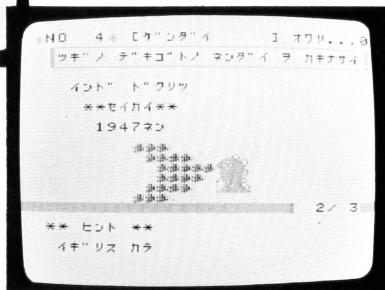 NO 4 [ゲンダイ ] オワリ...0
ツギノ デキゴトノ ネンダイ ヲ カキナサイ
インド ドクリツ
**セイカイ**
1947ネン
2/ 3
** ヒント **
イギリス カラ